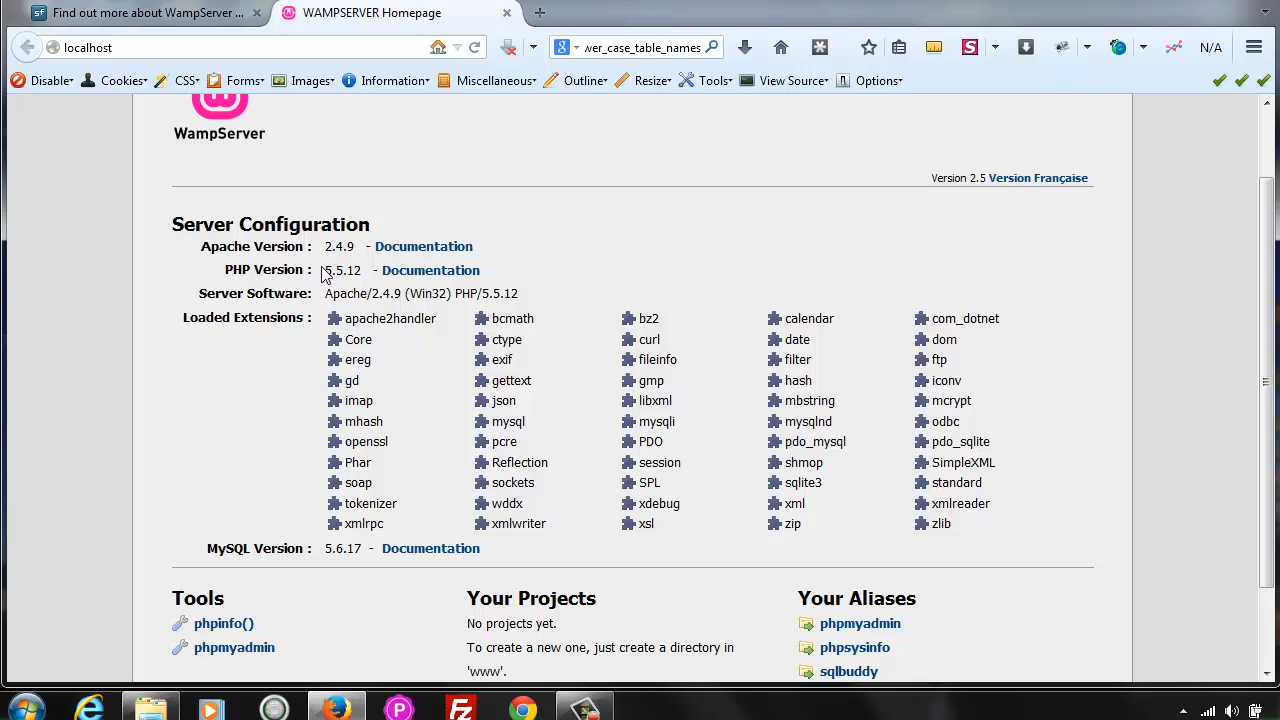 Find out more about WampServer ...
WAMPSERVER Homepage
localhost
wer_case_table_names
N/A
Disable
Cookies
CSS
Forms
Images
Information
Miscellaneous
Outline
Resize
Tools
View Source
Options
WampServer
Version 2.5 Version Française
Server Configuration
Apache Version : 2.4.9 - Documentation
PHP Version : 5.5.12 - Documentation
Server Software: Apache/2.4.9 (Win32) PHP/5.5.12
Loaded Extensions : apache2handler bcmath bz2 calendar com_dotnet
Core ctype curl date dom
ereg exif fileinfo filter ftp
gd gettext gmp hash iconv
imap json libxml mbstring mcrypt
mhash mysql mysqli mysqlnd odbc
openssl pcre PDO pdo_mysql pdo_sqlite
Phar Reflection session shmop SimpleXML
soap sockets SPL sqlite3 standard
tokenizer wddx xdebug xml xmlreader
xmlrpc xmlwriter xsl zip zlib
MySQL Version : 5.6.17 - Documentation
Tools
phpinfo()
phpmyadmin
Your Projects
No projects yet.
To create a new one, just create a directory in
'www'.
Your Aliases
phpmyadmin
phpsysinfo
sqlbuddy